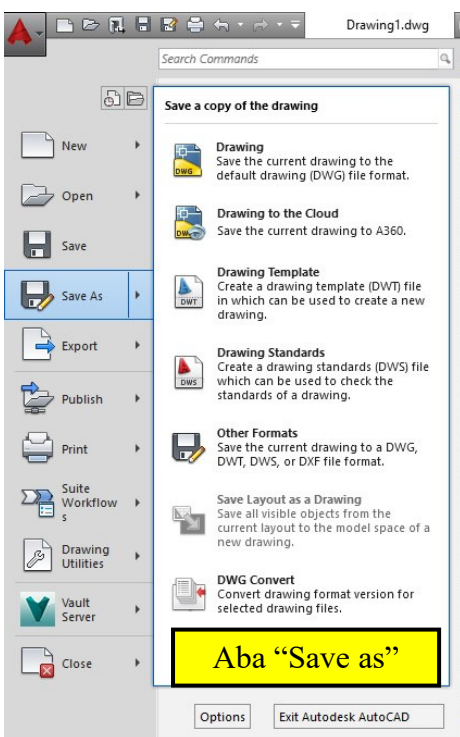 Drawing1.dwg
Search Commands
Save a copy of the drawing
New
Open
Save
Save As
Export
Publish
Print
Suite
Workflow
s
Drawing
Utilities
Vault
Server
Close
DWG
Drawing
Save the current drawing to the
default drawing (DWG) file format.
DW
Drawing to the Cloud
Save the current drawing to A360.
DWT
Drawing Template
Create a drawing template (DWT) file
in which can be used to create a new
drawing.
DWS
Drawing Standards
Create a drawing standards (DWS) file
which can be used to check the
standards of a drawing.
Other Formats
Save the current drawing to a DWG,
DWT, DWS, or DXF file format.
Save Layout as a Drawing
Save all visible objects from the
current layout to the model space of a
new drawing.
DWG Convert
Convert drawing format version for
selected drawing files.
Aba “Save as”
Options
Exit Autodesk AutoCAD